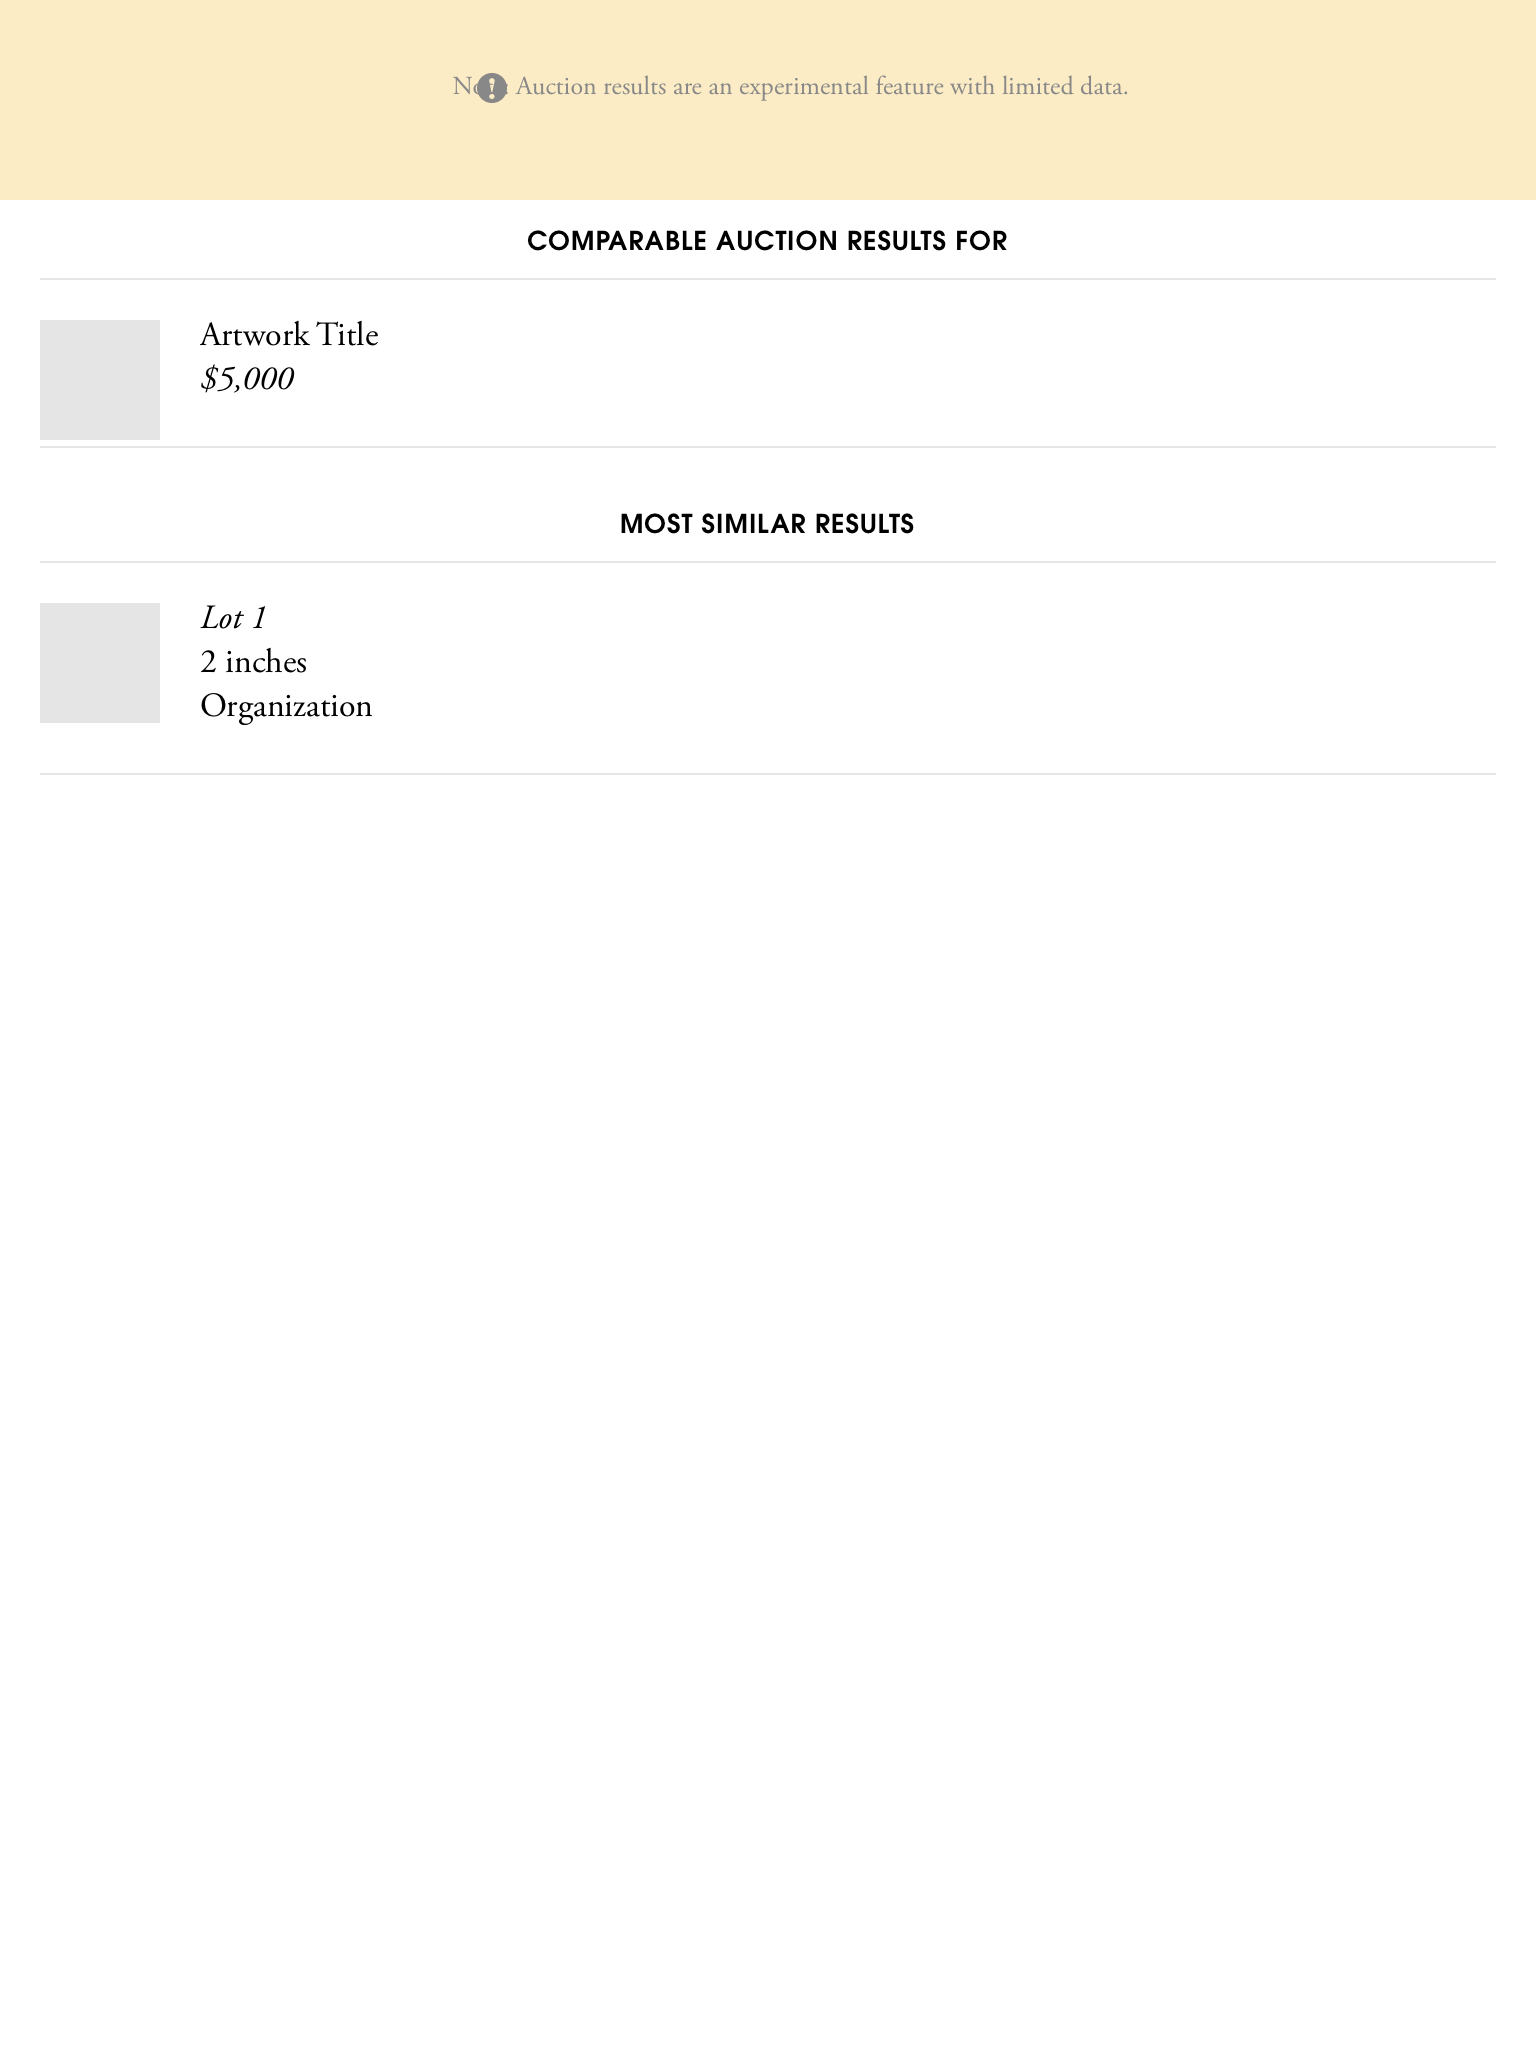 Auction results are an experimental feature with limited data.
COMPARABLE AUCTION RESULTS FOR
Artwork Title
$5,000
MOST SIMILAR RESULTS
Lot 1
2 inches
Organization